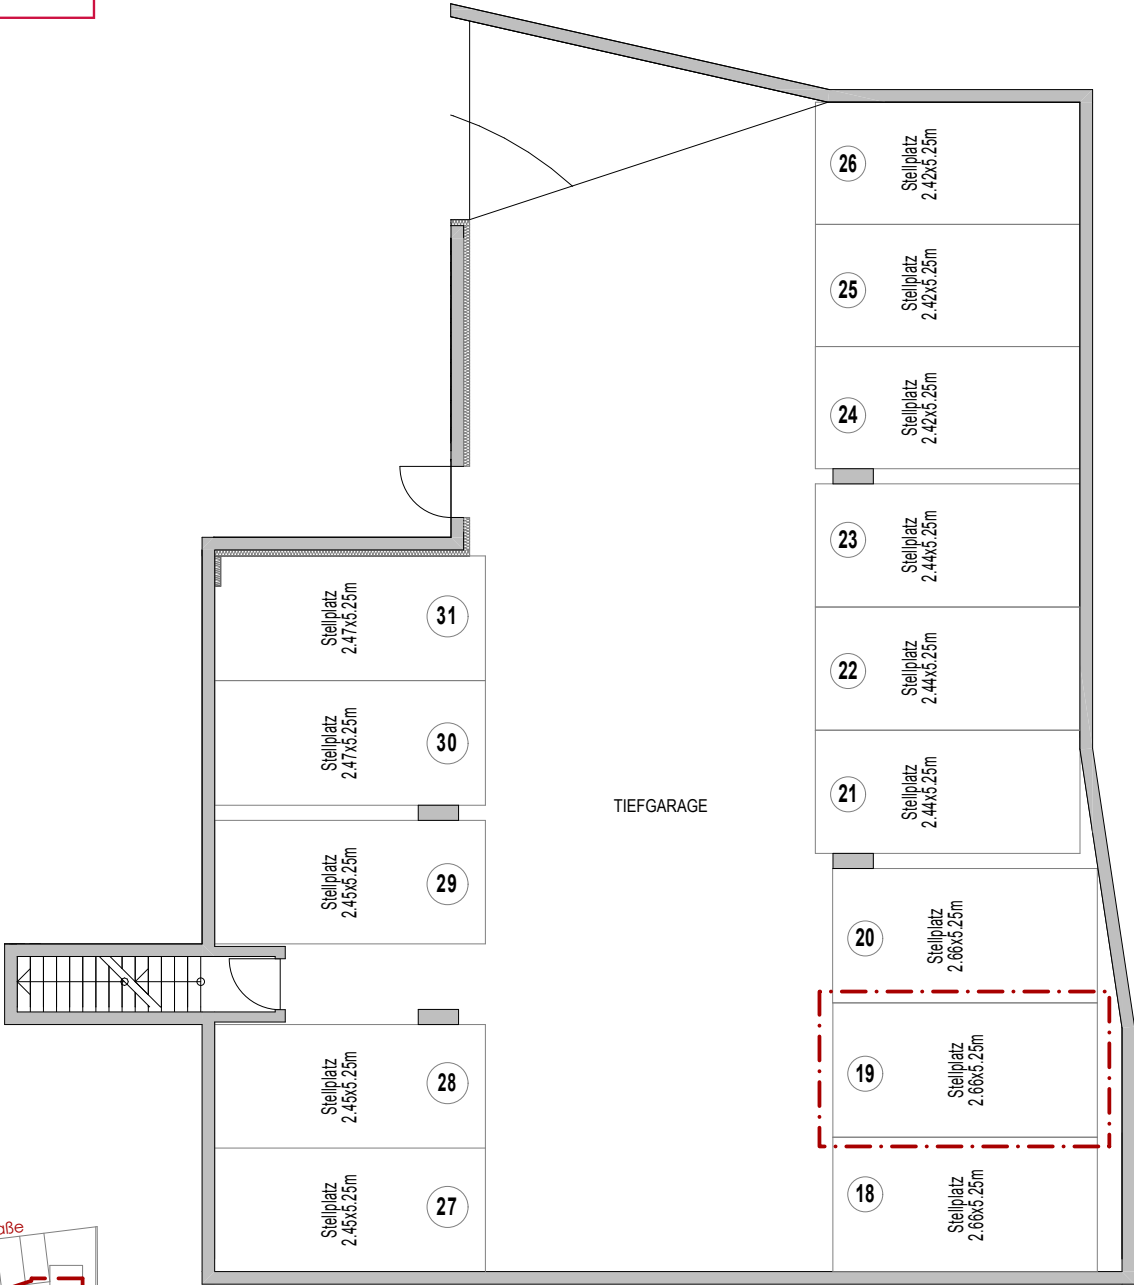 26
Stellplatz
2.42x5.25m
25
Stellplatz
2.42x5.25m
24
Stellplatz
2.42x5.25m
23
Stellplatz
2.44x5.25m
31
Stellplatz
2.47x5.25m
22
Stellplatz
2.44x5.25m
30
Stellplatz
2.47x5.25m
21
Stellplatz
2.44x5.25m
TIEFGARAGE
29
Stellplatz
2.45x5.25m
20
Stellplatz
2.66x5.25m
19
Stellplatz
2.66x5.25m
28
Stellplatz
2.45x5.25m
18
Stellplatz
2.66x5.25m
27
Stellplatz
2.45x5.25m
aße